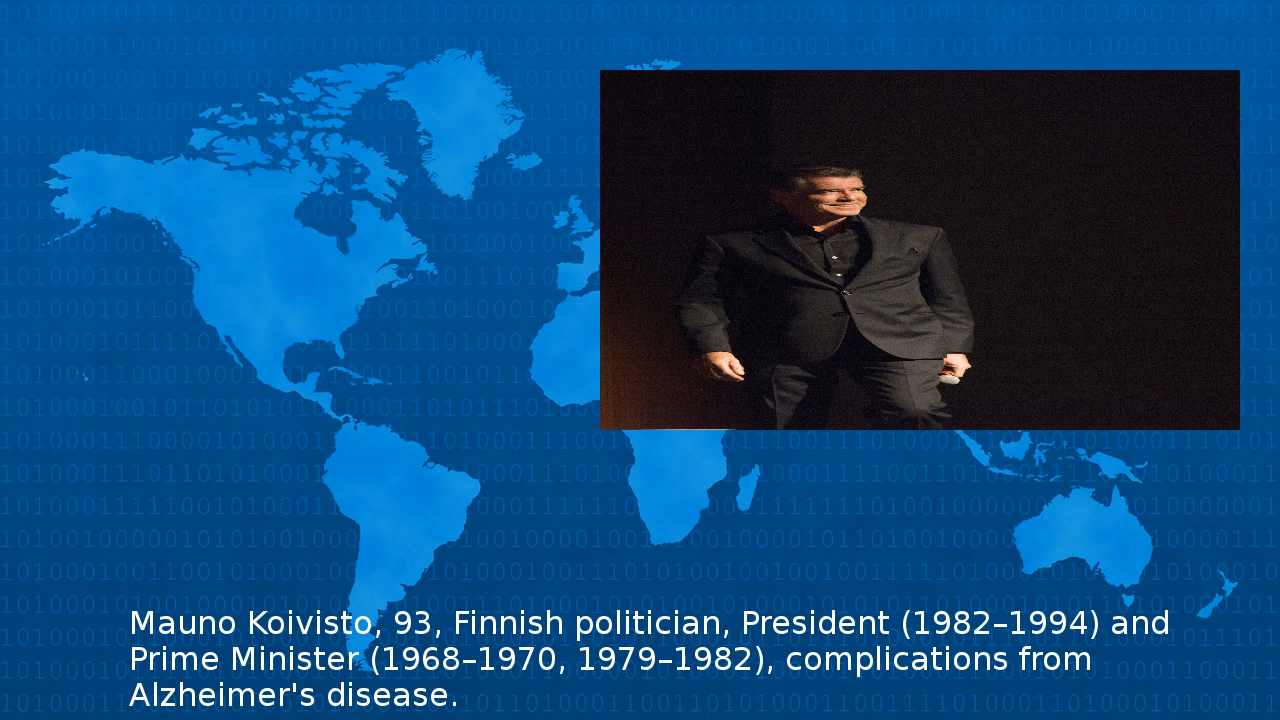 Mauno Koivisto, 93, Finnish politician, President (1982–1994) and
Prime Minister (1968–1970, 1979–1982), complications from
Alzheimer's disease.